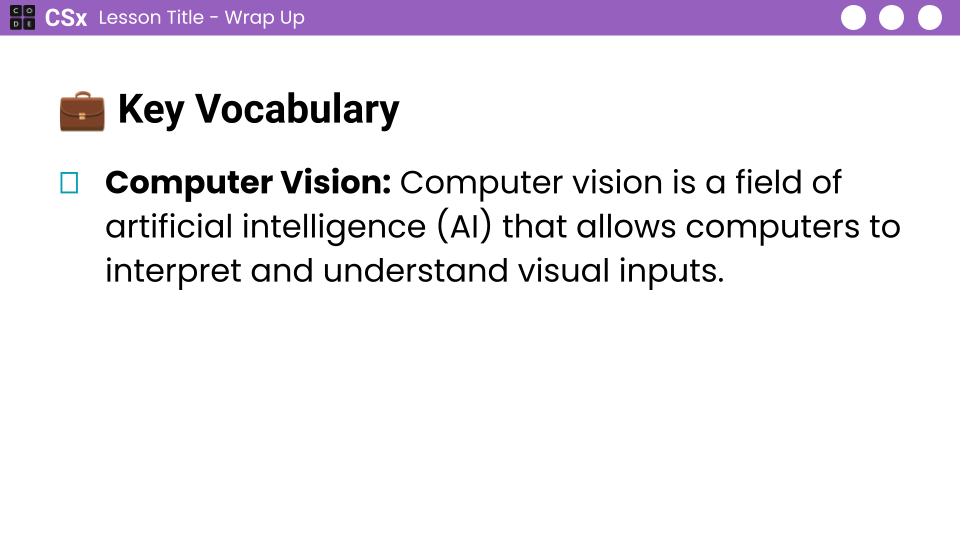 CODE
CSx Lesson Title - Wrap Up
Key Vocabulary
Computer Vision: Computer vision is a field of
artificial intelligence (AI) that allows computers to
interpret and understand visual inputs.